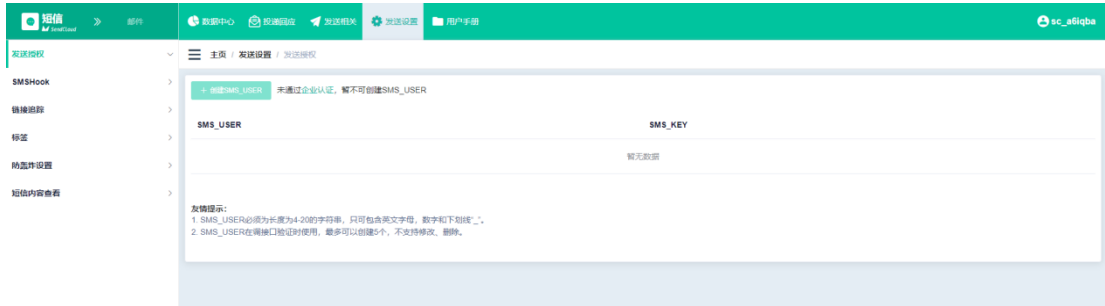 短信
SendCloud
邮件
数据中心
投递回应
发送相关
发送设置
用户手册
sc_a6iqba
发送授权
SMSHook
链接追踪
标签
防轰炸设置
短信内容查看
主页 / 发送设置 / 发送授权
+ 创建SMS_USER 未通过企业认证，暂不可创建SMS_USER
SMS_USER SMS_KEY
暂无数据
友情提示：
1. SMS_USER必须为长度为4-20的字符串，只可包含英文字母，数字和下划线"_"。
2. SMS_USER在调接口验证时使用，最多可以创建5个，不支持修改、删除。